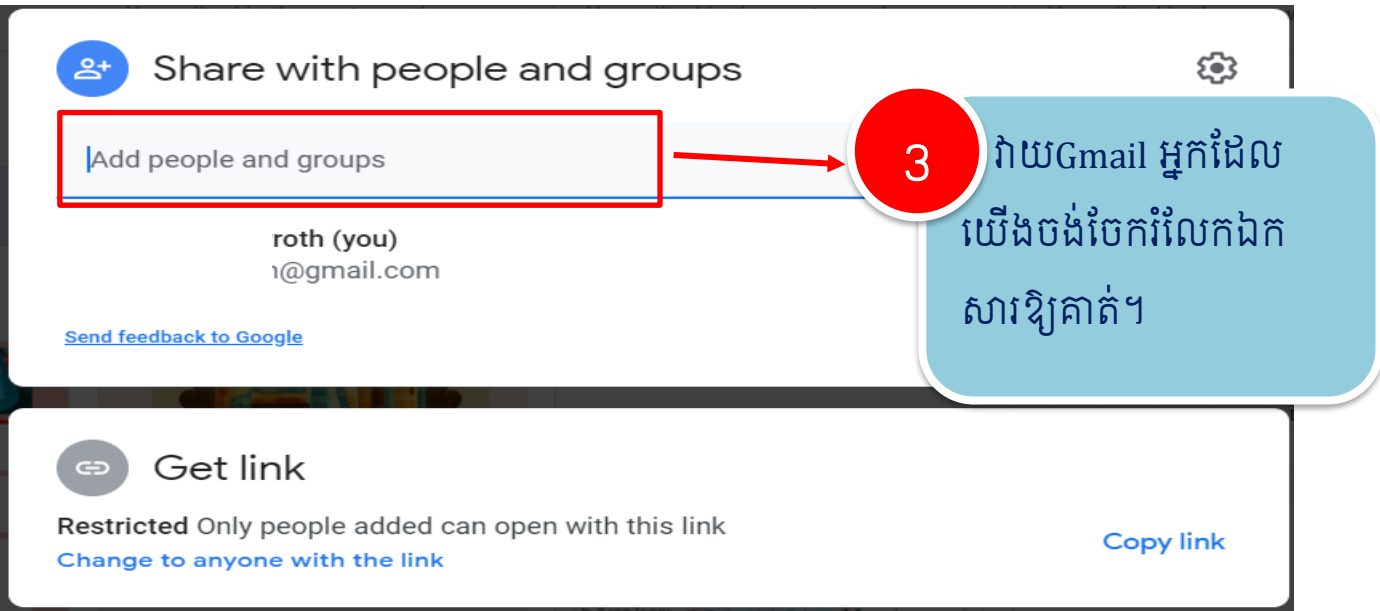 Share with people and groups
Add people and groups
3
វាយGmail អ្នកដែល
យើងចង់ចែករំលែកឯក
សារឱ្យគាត់។
roth (you)
@gmail.com
Send feedback to Google
Get link
Restricted Only people added can open with this link
Change to anyone with the link
Copy link